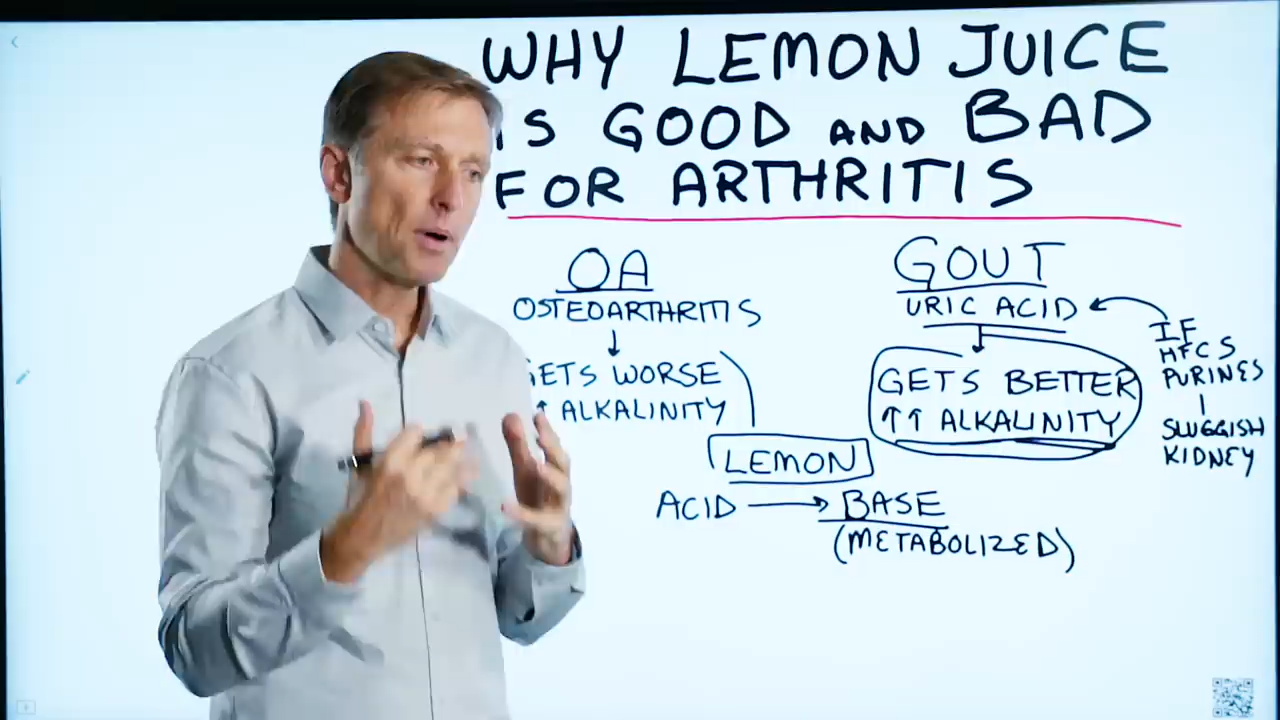 WHY LEMON JUICE
IS GOOD AND BAD
FOR ARTHRITIS
OA
OSTEOARTHRITIS
↓
GETS WORSE
↑ ALKALINITY
GOUT
URIC ACID
↓
GETS BETTER
↑↑ ALKALINITY
IF
HFCS
PURINES
SLUGGISH
KIDNEY
LEMON
ACID → BASE
(METABOLIZED)